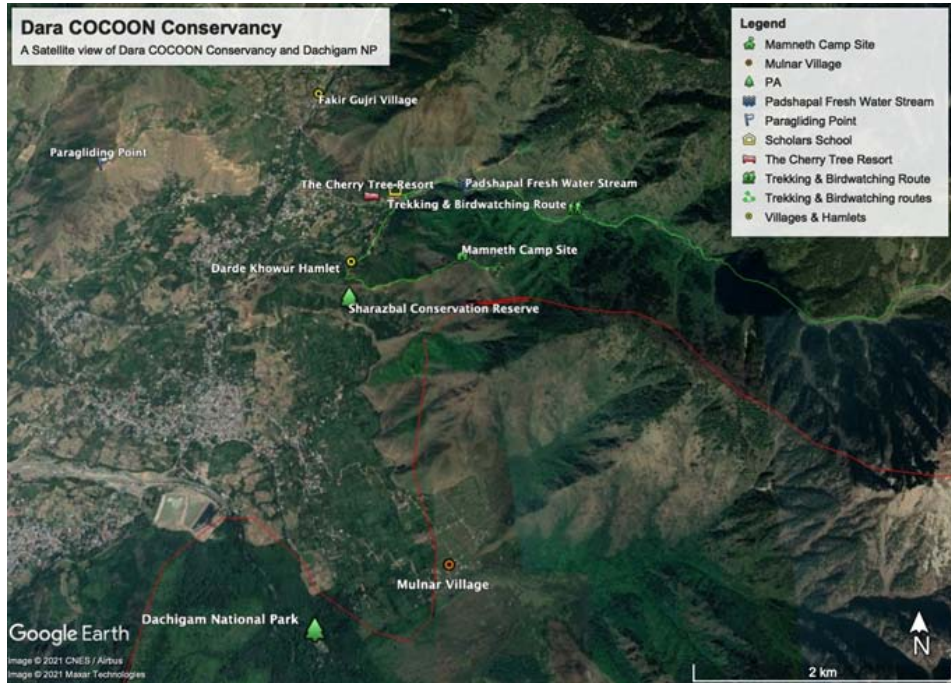 Dara COCOON Conservancy
A Satellite view of Dara COCOON Conservancy and Dachigam NP
Legend
Mamneth Camp Site
Mulnar Village
PA
Padshapal Fresh Water Stream
Paragliding Point
Scholars School
The Cherry Tree Resort
Trekking & Birdwatching Route
Trekking & Birdwatching routes
Villages & Hamlets
Fakir Gujri Village
Paragliding Point
The Cherry Tree Resort
Padshapal Fresh Water Stream
Trekking & Birdwatching Route
Mamneth Camp Site
Darde Khowur Hamlet
Sharazbal Conservation Reserve
Mulnar Village
Dachigam National Park
Google Earth
Image © 2021 CNES / Airbus
Image © 2021 Maxar Technologies
N
2 km